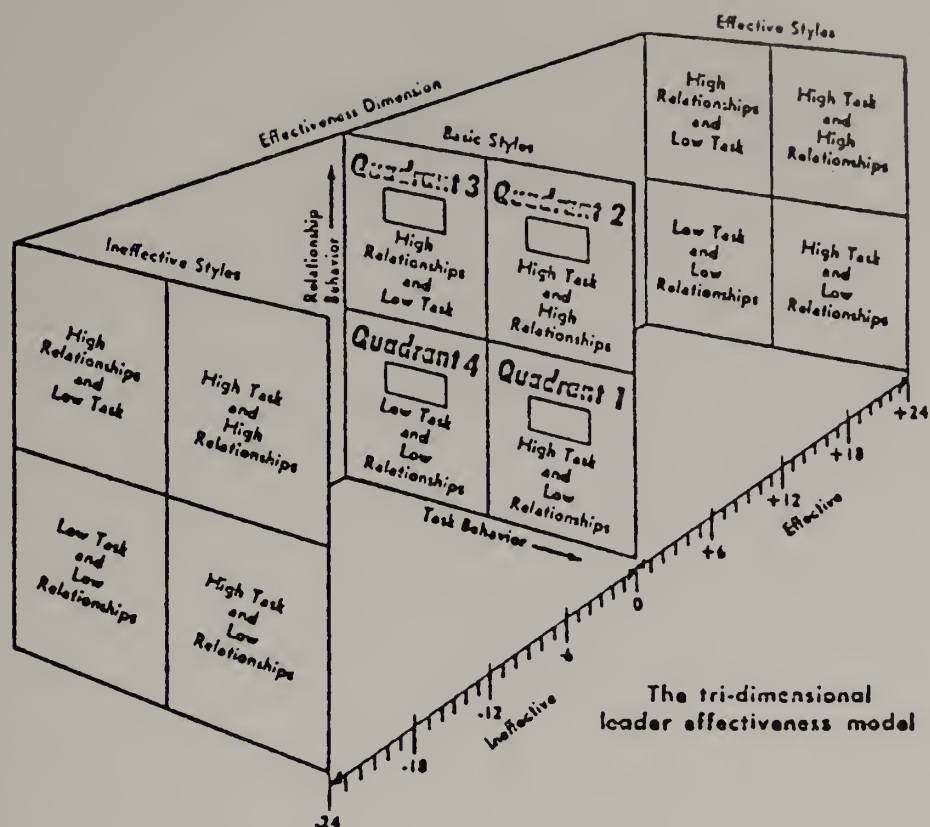 Effective Styles
Effectiveness Dimension
High
Relationships
and
Low Task
High Task
and
High
Relationships
Low Task
and
Low
Relationships
High Task
and
Low
Relationships
Basic Styles
Relationship
Behavior
Quadrant 3
High
Relationships
and
Low Task
Quadrant 2
High Task
and
High
Relationships
Quadrant 4
Low Task
and
Low
Relationships
Quadrant 1
High Task
and
Low
Relationships
Task Behavior
Ineffective Styles
High
Relationships
and
Low Task
High Task
and
High
Relationships
Low Task
and
Low
Relationships
High Task
and
Low
Relationships
+24
+18
+12
+6
0
-6
-12
-18
-24
Effective
Ineffective
The tri-dimensional
leader effectiveness model